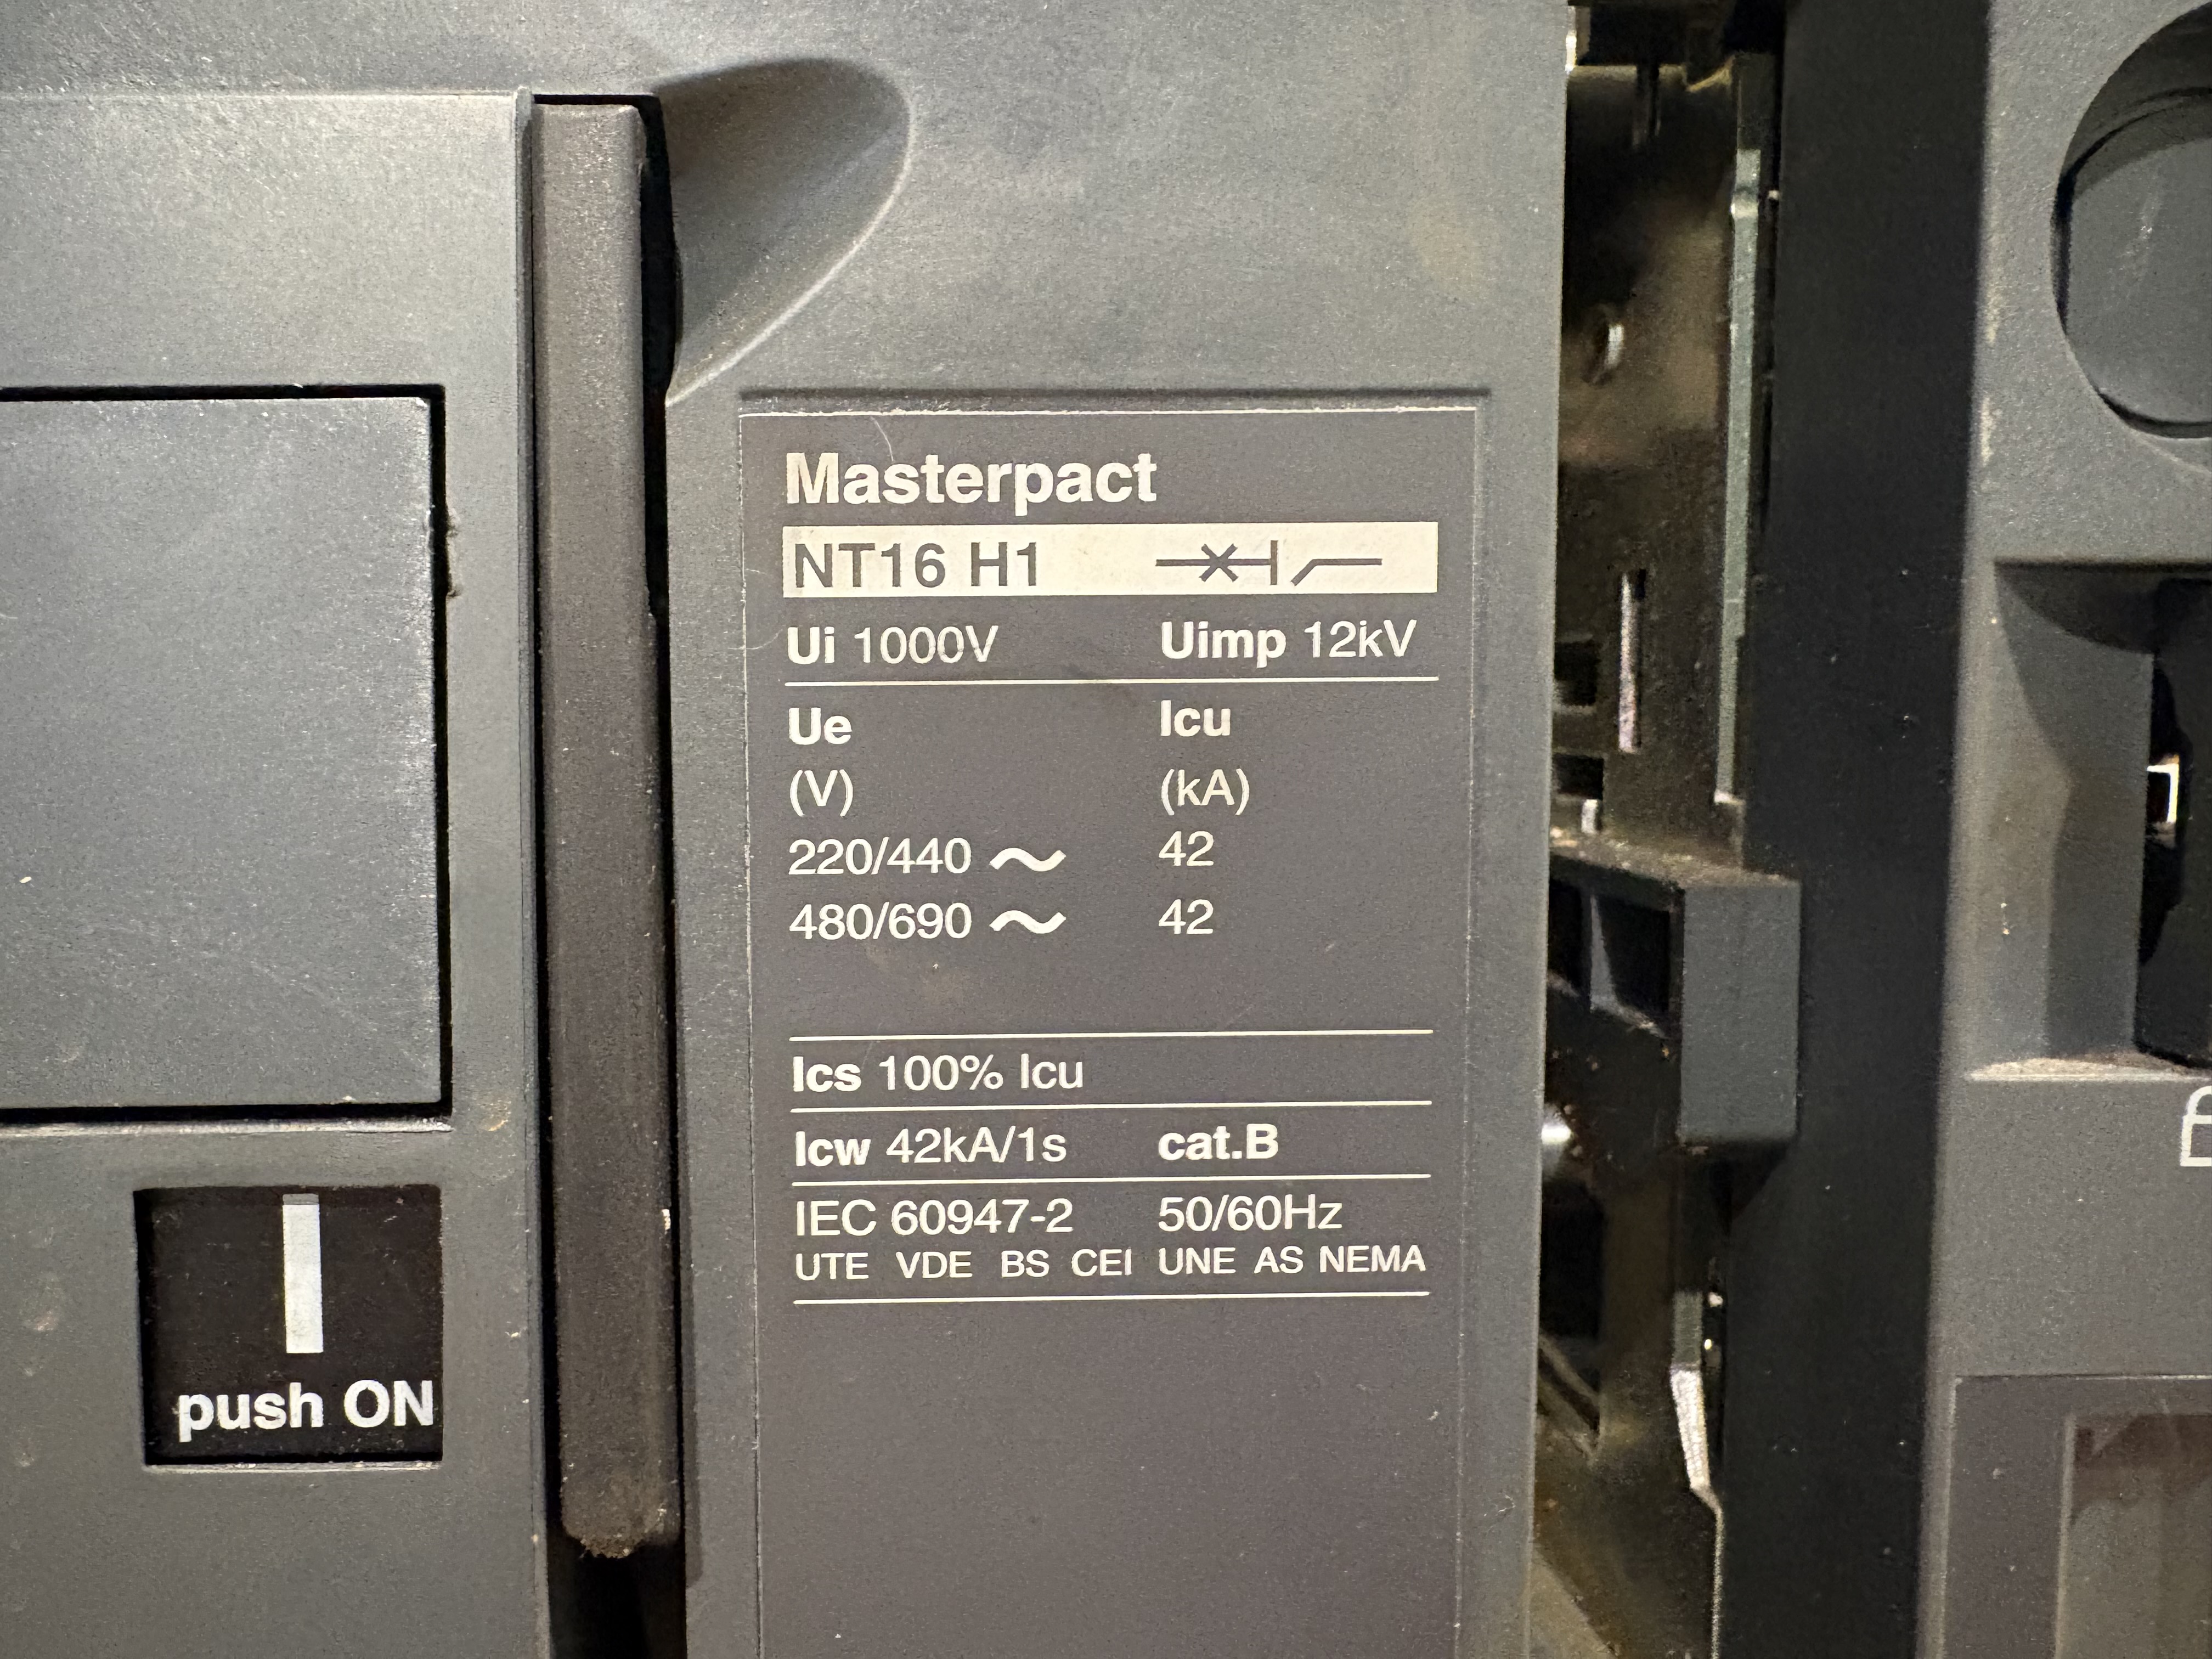 Masterpact
NT16 H1
Ui 1000V Uimp 12kV
Ue Icu
(V) (kA)
220/440 ~ 42
480/690 ~ 42
Ics 100% Icu
Icw 42kA/1s cat.B
IEC 60947-2 50/60Hz
UTE VDE BS CEI UNE AS NEMA
push ON